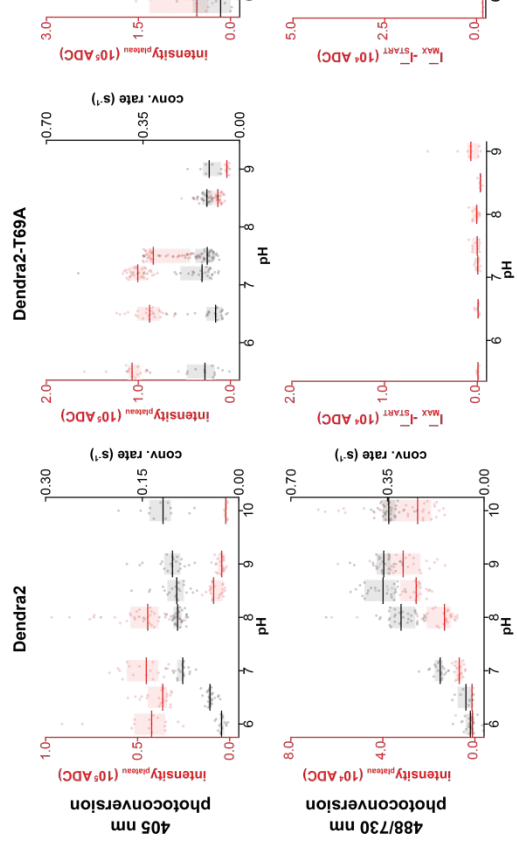 Dendra2
Dendra2-T69A
405 nm
photoconversion
intensity plateau (10⁵ ADC)
1.0
0.5
0.0
conv. rate (s⁻¹)
0.30
0.15
0.00
6
7
8
9
10
pH
intensity plateau (10⁵ ADC)
2.0
1.0
0.0
conv. rate (s⁻¹)
0.70
0.35
0.00
6
7
8
9
pH
intensity plateau (10⁵ ADC)
3.0
1.5
0.0
488/730 nm
photoconversion
intensity plateau (10⁴ ADC)
8.0
4.0
0.0
conv. rate (s⁻¹)
0.70
0.35
0.00
6
7
8
9
10
pH
I MAX -I START (10⁴ ADC)
2.0
1.0
0.0
6
7
8
9
pH
I MAX -I START (10⁴ ADC)
5.0
2.5
0.0